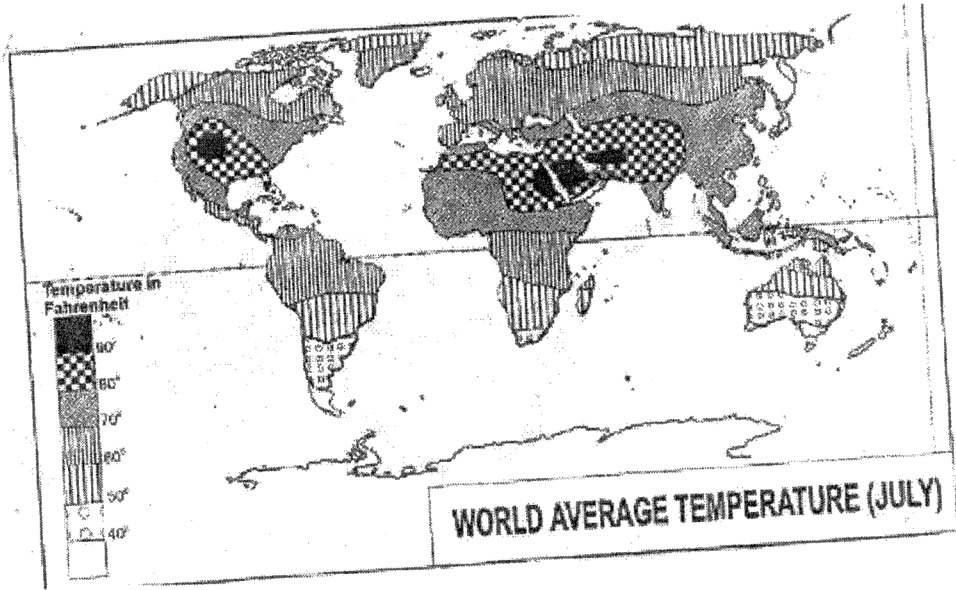 Temperature in
Fahrenheit
90°
80°
70°
60°
50°
40°
WORLD AVERAGE TEMPERATURE (JULY)